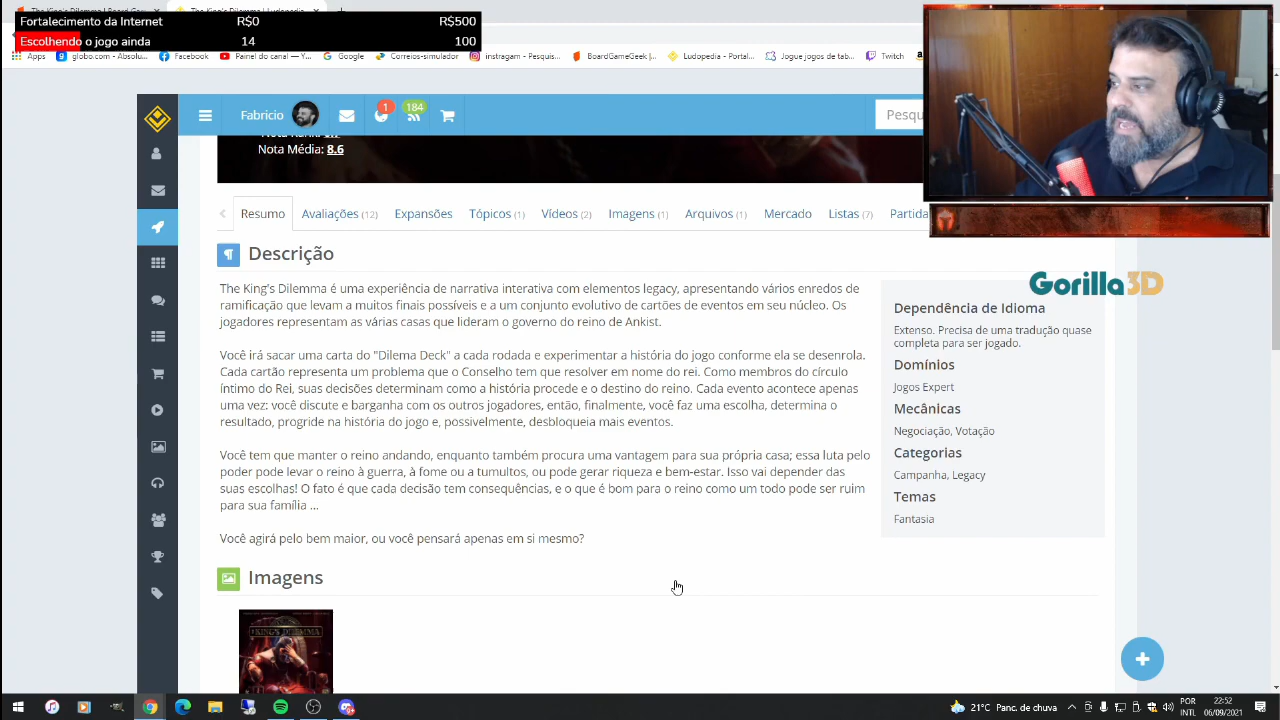 The King's Dilemma | Board Gam
The King's Dilemma | Ludopedia
Fortalecimento da Internet R$0 R$500
Escolhendo o jogo ainda 14 100
Apps globo.com - Absolu... Facebook Painel do canal — Y... Google Correios-simulador instragam - Pesquis... BoardGameGeek |... Ludopedia - Portal... Jogue jogos de tab... Twitch
Fabricio 1 184 Pesqu
Nota Média: 8.6
Resumo Avaliações (12) Expansões Tópicos (1) Vídeos (2) Imagens (1) Arquivos (1) Mercado Listas (7) Partida
Descrição
Gorilla3D
The King's Dilemma é uma experiência de narrativa interativa com elementos legacy, apresentando vários enredos de
ramificação que levam a muitos finais possíveis e a um conjunto evolutivo de cartões de eventos em seu núcleo. Os
jogadores representam as várias casas que lideram o governo do reino de Ankist.
Você irá sacar uma carta do "Dilema Deck" a cada rodada e experimentar a história do jogo conforme ela se desenrola.
Cada cartão representa um problema que o Conselho tem que resolver em nome do rei. Como membros do círculo
íntimo do Rei, suas decisões determinam como a história procede e o destino do reino. Cada evento acontece apenas
uma vez: você discute e barganha com os outros jogadores, então, finalmente, você faz uma escolha, determina o
resultado, progride na história do jogo e, possivelmente, desbloqueia mais eventos.
Você tem que manter o reino andando, enquanto também procura uma vantagem para sua própria casa; essa luta pelo
poder pode levar o reino à guerra, à fome ou a tumultos, ou pode gerar riqueza e bem-estar. Isso vai depender das
suas escolhas! O fato é que cada decisão tem consequências, e o que é bom para o reino como um todo pode ser ruim
para sua família ...
Você agirá pelo bem maior, ou você pensará apenas em si mesmo?
Dependência de Idioma
Extenso. Precisa de uma tradução quase
completa para ser jogado.
Domínios
Jogos Expert
Mecânicas
Negociação, Votação
Categorias
Campanha, Legacy
Temas
Fantasia
Imagens
KING'S DILEMMA
21°C Panc. de chuva POR 22:52
INTL 06/09/2021